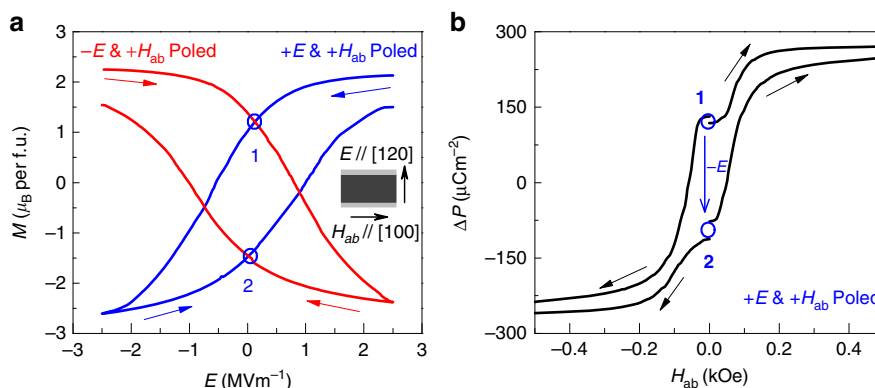 a
−E & +Hab Poled
+E & +Hab Poled
M (μB per f.u.)
3
2
1
0
−1
−2
−3
1
2
E // [120]
Hab // [100]
−3
−2
−1
0
1
2
3
E (MVm−1)
b
ΔP (μCm−2)
300
150
0
−150
−300
1
−E
2
+E & +Hab Poled
−0.4
−0.2
0.0
0.2
0.4
Hab (kOe)